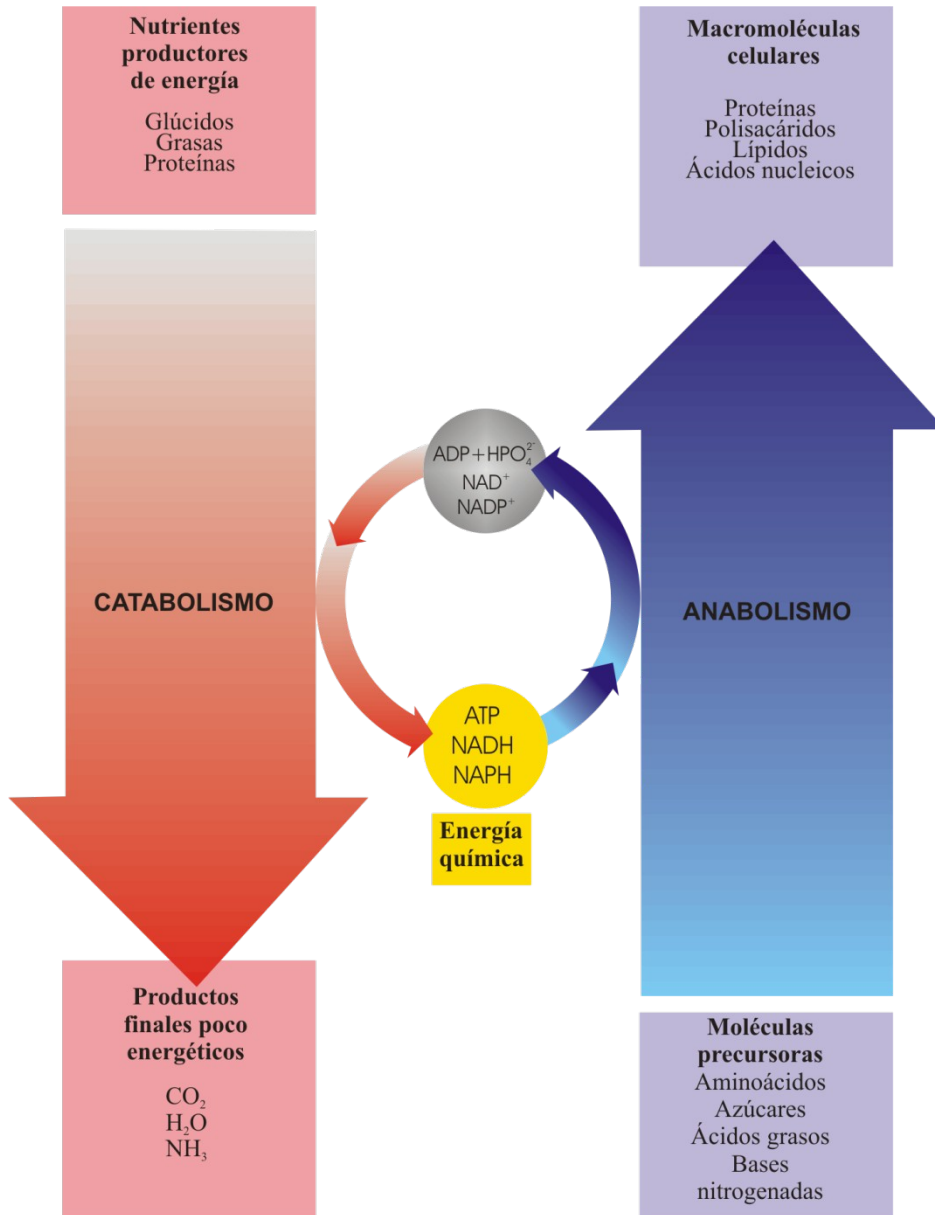 Nutrientes
productores
de energía
Glúcidos
Grasas
Proteínas
Macromoléculas
celulares
Proteínas
Polisacáridos
Lípidos
Ácidos nucleicos
ADP+HPO₄²⁻
NAD⁺
NADP⁺
CATABOLISMO
ANABOLISMO
ATP
NADH
NAPH
Energía
química
Productos
finales poco
energéticos
CO₂
H₂O
NH₃
Moléculas
precursoras
Aminoácidos
Azúcares
Ácidos grasos
Bases
nitrogenadas